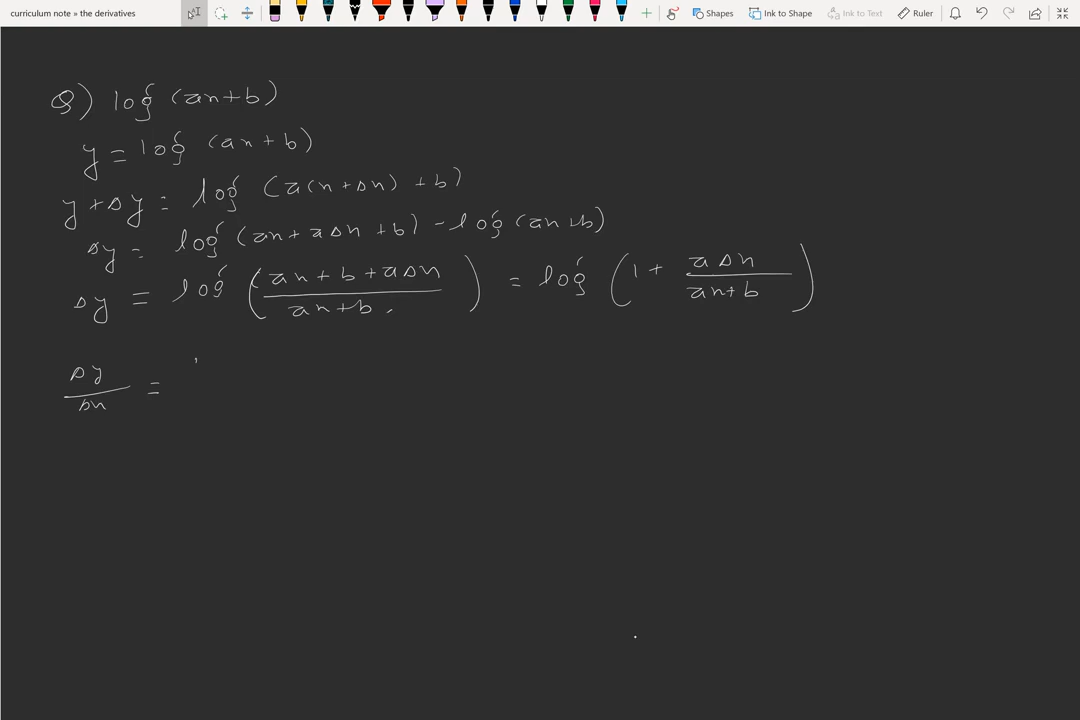 curriculum note » the derivatives
Shapes Ink to Shape Ink to Text Ruler
Q) log (ax+b)
y = log (ax+b)
y+Δy = log (a(x+Δx)+b)
Δy = log (ax+aΔx+b) - log (ax+b)
Δy = log ((ax+b+aΔx)/(ax+b)) = log (1 + aΔx/(ax+b))
Δy/Δx =